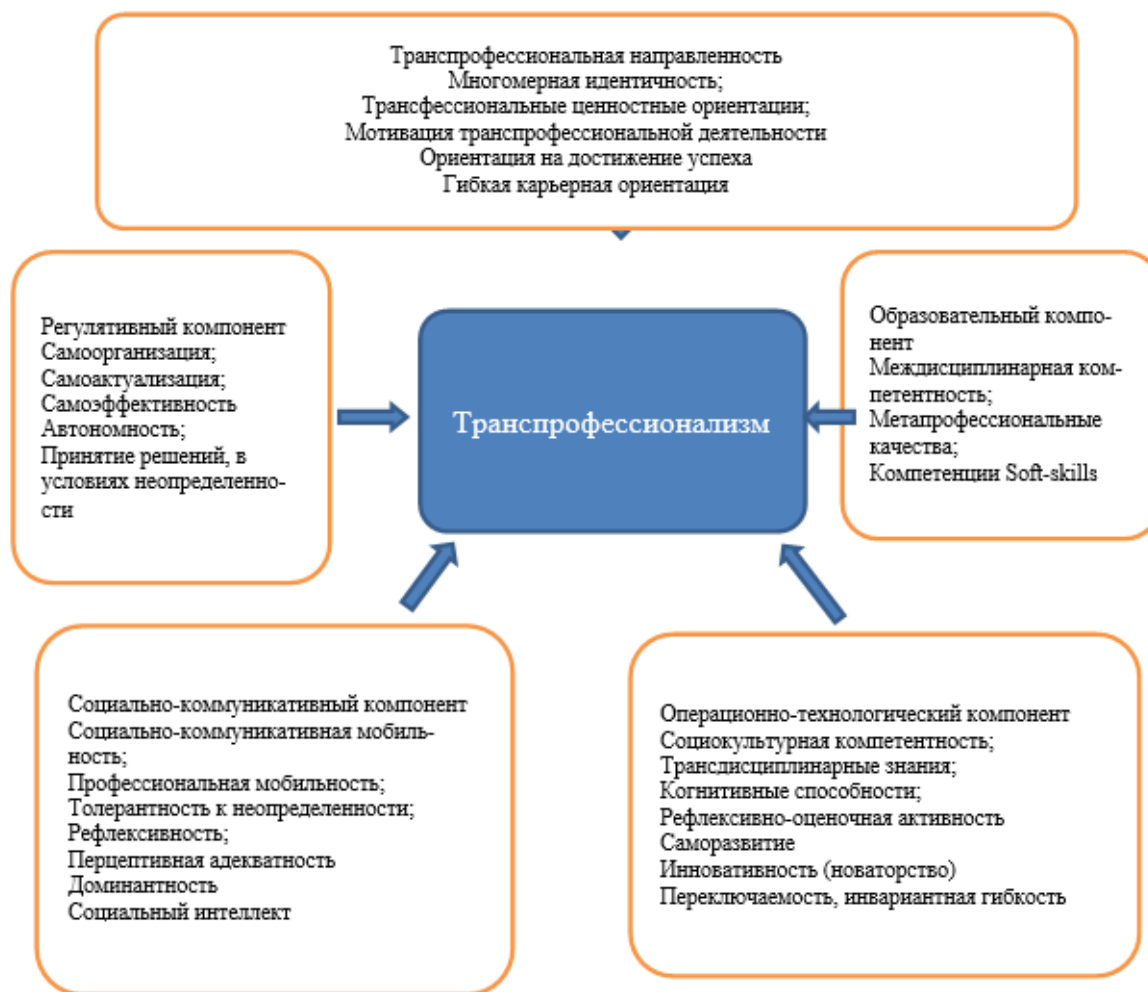 Транспрофессиональная направленность
Многомерная идентичность;
Трансфессиональные ценностные ориентации;
Мотивация транспрофессиональной деятельности
Ориентация на достижение успеха
Гибкая карьерная ориентация
Регулятивный компонент
Самоорганизация;
Самоактуализация;
Самоэффективность
Автономность;
Принятие решений, в
условиях неопределенно-
сти
Транспрофессионализм
Образовательный компо-
нент
Междисциплинарная ком-
петентность;
Метапрофессиональные
качества;
Компетенции Soft-skills
Социально-коммуникативный компонент
Социально-коммуникативная мобиль-
ность;
Профессиональная мобильность;
Толерантность к неопределенности;
Рефлексивность;
Перцептивная адекватность
Доминантность
Социальный интеллект
Операционно-технологический компонент
Социокультурная компетентность;
Трансдисциплинарные знания;
Когнитивные способности;
Рефлексивно-оценочная активность
Саморазвитие
Инновативность (новаторство)
Переключаемость, инвариантная гибкость